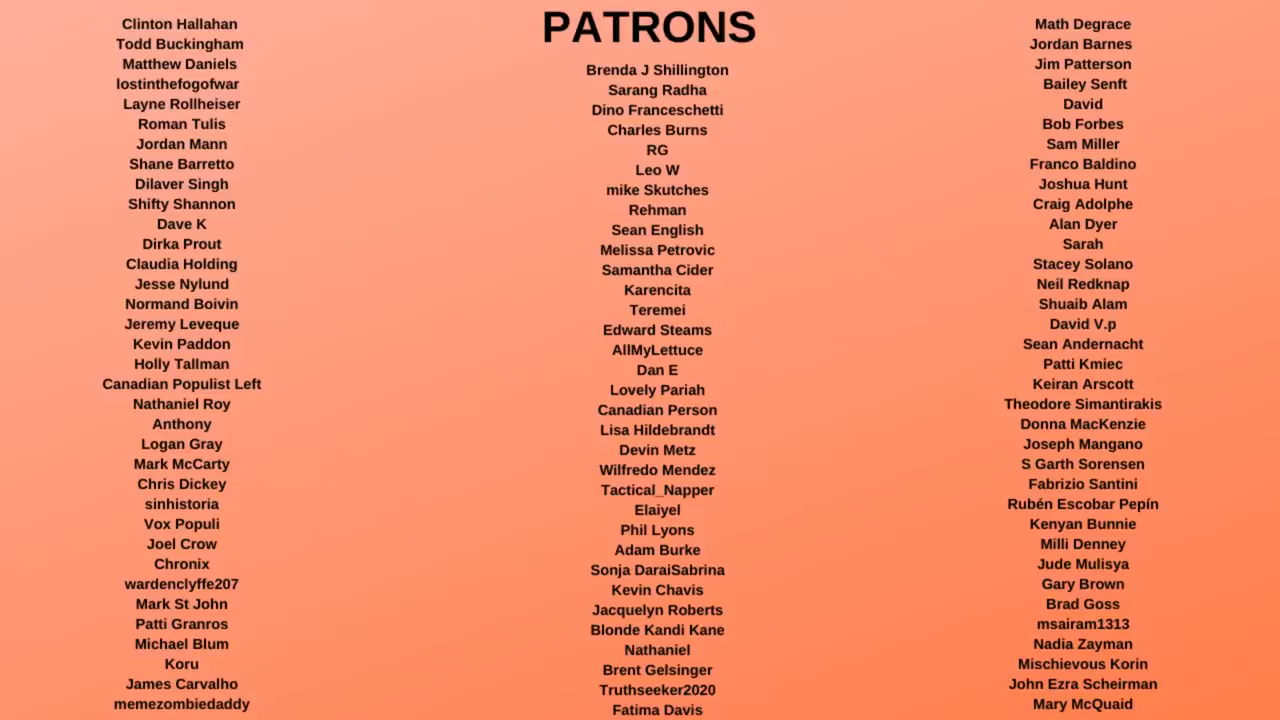 PATRONS
Clinton Hallahan
Todd Buckingham
Matthew Daniels
lostinthefogofwar
Layne Rollheiser
Roman Tulis
Jordan Mann
Shane Barretto
Dilaver Singh
Shifty Shannon
Dave K
Dirka Prout
Claudia Holding
Jesse Nylund
Normand Boivin
Jeremy Leveque
Kevin Paddon
Holly Tallman
Canadian Populist Left
Nathaniel Roy
Anthony
Logan Gray
Mark McCarty
Chris Dickey
sinhistoria
Vox Populi
Joel Crow
Chronix
wardenclyffe207
Mark St John
Patti Granros
Michael Blum
Koru
James Carvalho
memezombiedaddy
Brenda J Shillington
Sarang Radha
Dino Franceschetti
Charles Burns
RG
Leo W
mike Skutches
Rehman
Sean English
Melissa Petrovic
Samantha Cider
Karencita
Teremei
Edward Steams
AllMyLettuce
Dan E
Lovely Pariah
Canadian Person
Lisa Hildebrandt
Devin Metz
Wilfredo Mendez
Tactical_Napper
Elaiyel
Phil Lyons
Adam Burke
Sonja DaraiSabrina
Kevin Chavis
Jacquelyn Roberts
Blonde Kandi Kane
Nathaniel
Brent Gelsinger
Truthseeker2020
Fatima Davis
Math Degrace
Jordan Barnes
Jim Patterson
Bailey Senft
David
Bob Forbes
Sam Miller
Franco Baldino
Joshua Hunt
Craig Adolphe
Alan Dyer
Sarah
Stacey Solano
Neil Redknap
Shuaib Alam
David V.p
Sean Andernacht
Patti Kmiec
Keiran Arscott
Theodore Simantirakis
Donna MacKenzie
Joseph Mangano
S Garth Sorensen
Fabrizio Santini
Rubén Escobar Pepín
Kenyan Bunnie
Milli Denney
Jude Mulisya
Gary Brown
Brad Goss
msairam1313
Nadia Zayman
Mischievous Korin
John Ezra Scheirman
Mary McQuaid